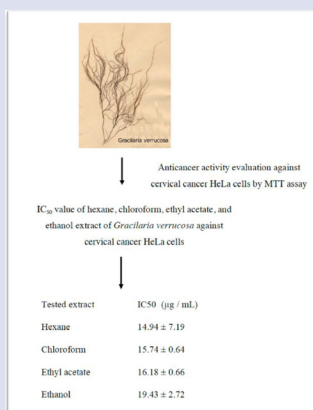 Gracilaria verrucosa
Anticancer activity evaluation against
cervical cancer HeLa cells by MTT assay
IC50 value of hexane, chloroform, ethyl acetate, and
ethanol extract of Gracilaria verrucosa against
cervical cancer HeLa cells
Tested extract IC50 (μg / mL)
Hexane 14.94 ± 7.19
Chloroform 15.74 ± 0.64
Ethyl acetate 16.18 ± 0.66
Ethanol 19.43 ± 2.72